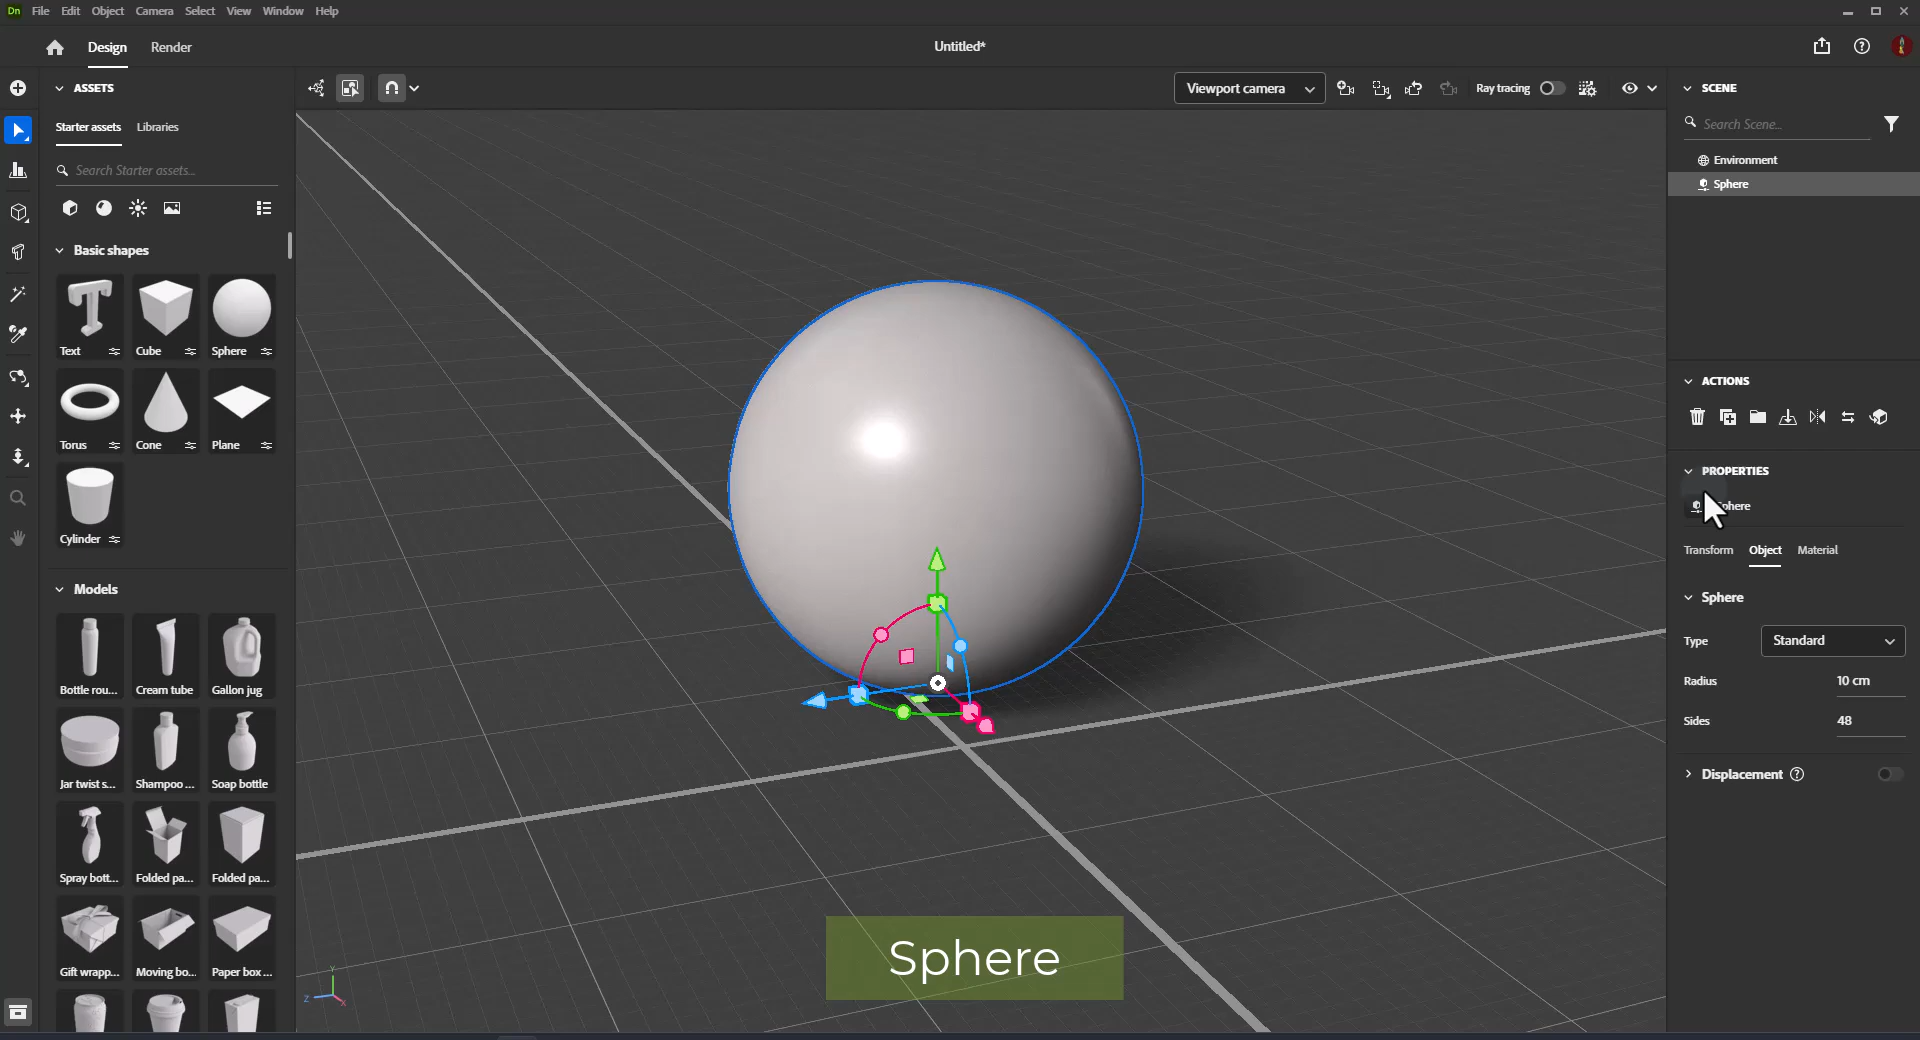 Dn File Edit Object Camera Select View Window Help
Design Render
Untitled*
ASSETS
Starter assets Libraries
Search Starter assets...
Basic shapes
Text Cube Sphere
Torus Cone Plane
Cylinder
Models
Bottle rou... Cream tube Gallon jug
Jar twist s... Shampoo ... Soap bottle
Spray bott... Folded pa... Folded pa...
Gift wrapp... Moving bo... Paper box ...
Viewport camera
Ray tracing
Sphere
Y
Z
X
SCENE
Search Scene...
Environment
Sphere
ACTIONS
PROPERTIES
Transform Object Material
Sphere
Type Standard
Radius 10 cm
Sides 48
Displacement